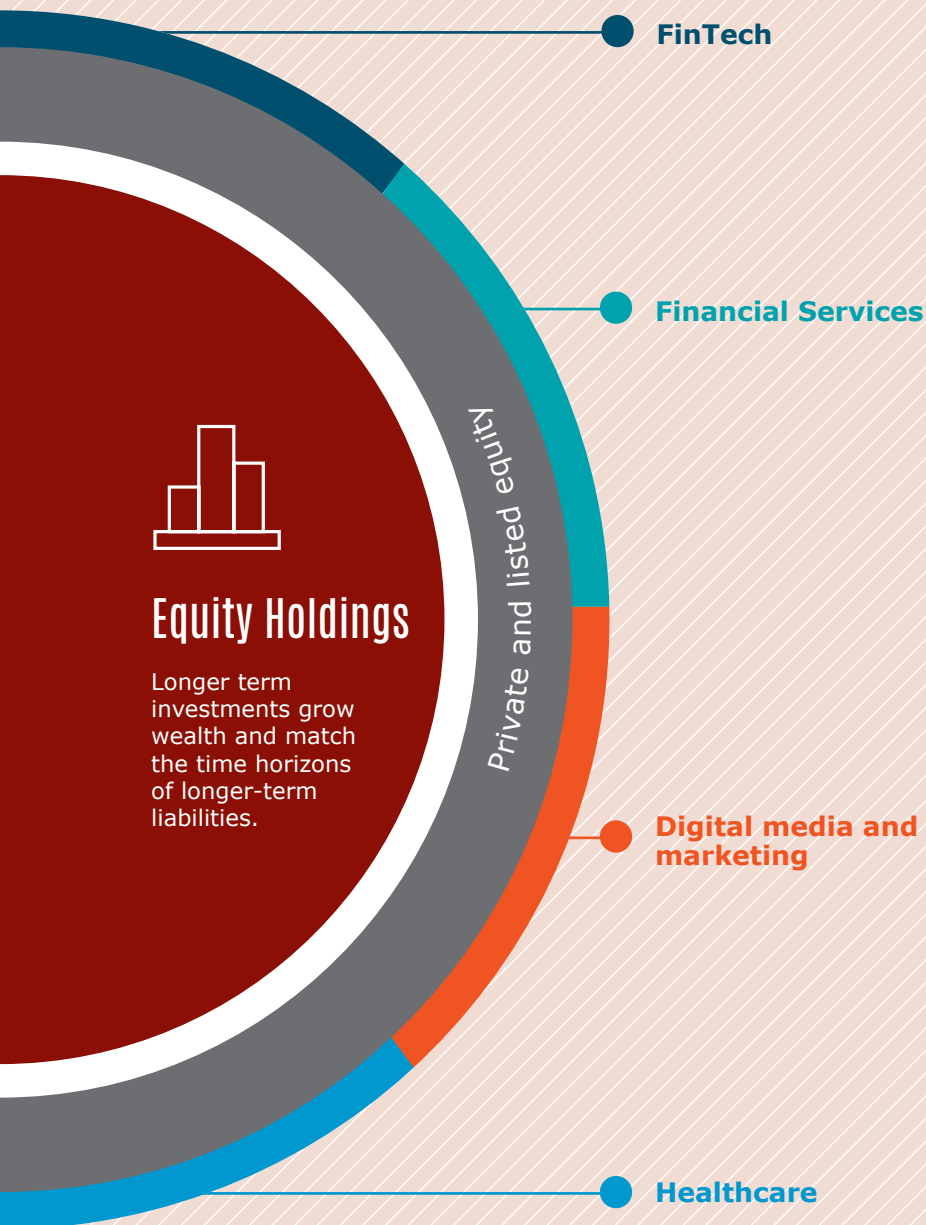 FinTech
Financial Services
Private and listed equity
Equity Holdings
Longer term
investments grow
wealth and match
the time horizons
of longer-term
liabilities.
Digital media and
marketing
Healthcare